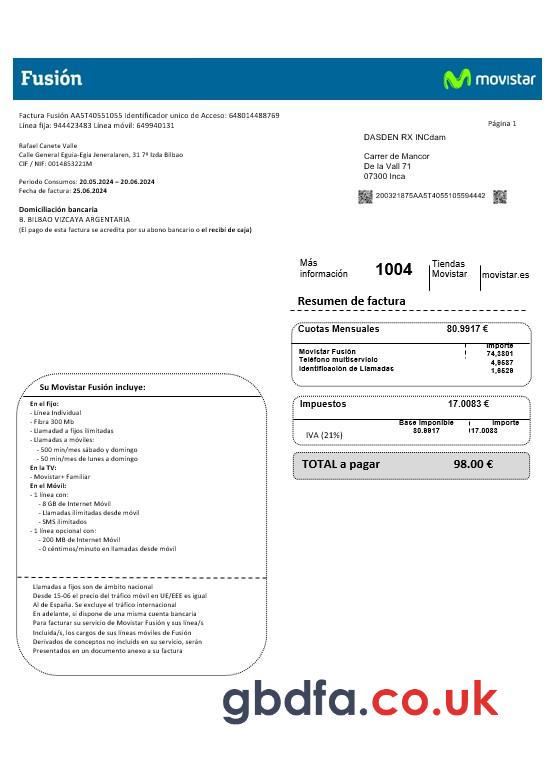 Fusión
movistar
Factura Fusión AA5T40551055 Identificador unico de Acceso: 648014488769
Línea fija: 944423483 Línea móvil: 649940131
Página 1
DASDEN RX INCdam
Rafael Canete Valle
Calle General Eguia-Egia Jeneralaren, 31 7º Izda Bilbao
CIF / NIF: 0014853221M
Carrer de Mancor
De la Vall 71
07300 Inca
Periodo Consumos: 20.05.2024 – 20.06.2024
Fecha de factura: 25.06.2024
200321875AA5T4055105594442
Domiciliación bancaria
B. BILBAO VIZCAYA ARGENTARIA
(El pago de esta factura se acredita por su abono bancario o el recibi de caja)
Más información
1004
Tiendas Movistar
movistar.es
Resumen de factura
Cuotas Mensuales 80.9917 €
Importe
Movistar Fusión 74,3801
Teléfono multiservicio 4,9587
Identificación de Llamadas 1,6529
Impuestos 17.0083 €
Base Imponible Importe
80.9917 17.0083
IVA (21%)
TOTAL a pagar 98.00 €
Su Movistar Fusión incluye:
En el fijo:
- Línea Individual
- Fibra 300 Mb
- Llamaded a fijos ilimitadas
- Llamadas a móviles:
- 500 min/mes sábado y domingo
- 50 min/mes de lunes a domingo
En la TV:
- Movistar+ Familiar
En el Móvil:
- 1 línea con:
- 8 GB de Internet Móvil
- Llamadas ilimitadas desde móvil
- SMS ilimitados
- 1 línea opcional con:
- 200 MB de Internet Móvil
- 0 céntimos/minuto en llamadas desde móvil
Llamadas a fijos son de ámbito nacional
Desde 15-06 el precio del tráfico móvil en UE/EEE es igual
Al de España. Se excluye el tráfico internacional
En adelante, si dispone de una misma cuenta bancaria
Para facturar su servicio de Movistar Fusión y sus línea/s
Incluida/s, los cargos de sus líneas móviles de Fusión
Derivados de conceptos no includs en su servicio, serán
Presentados en un documento anexo a su factura
gbdfa.co.uk